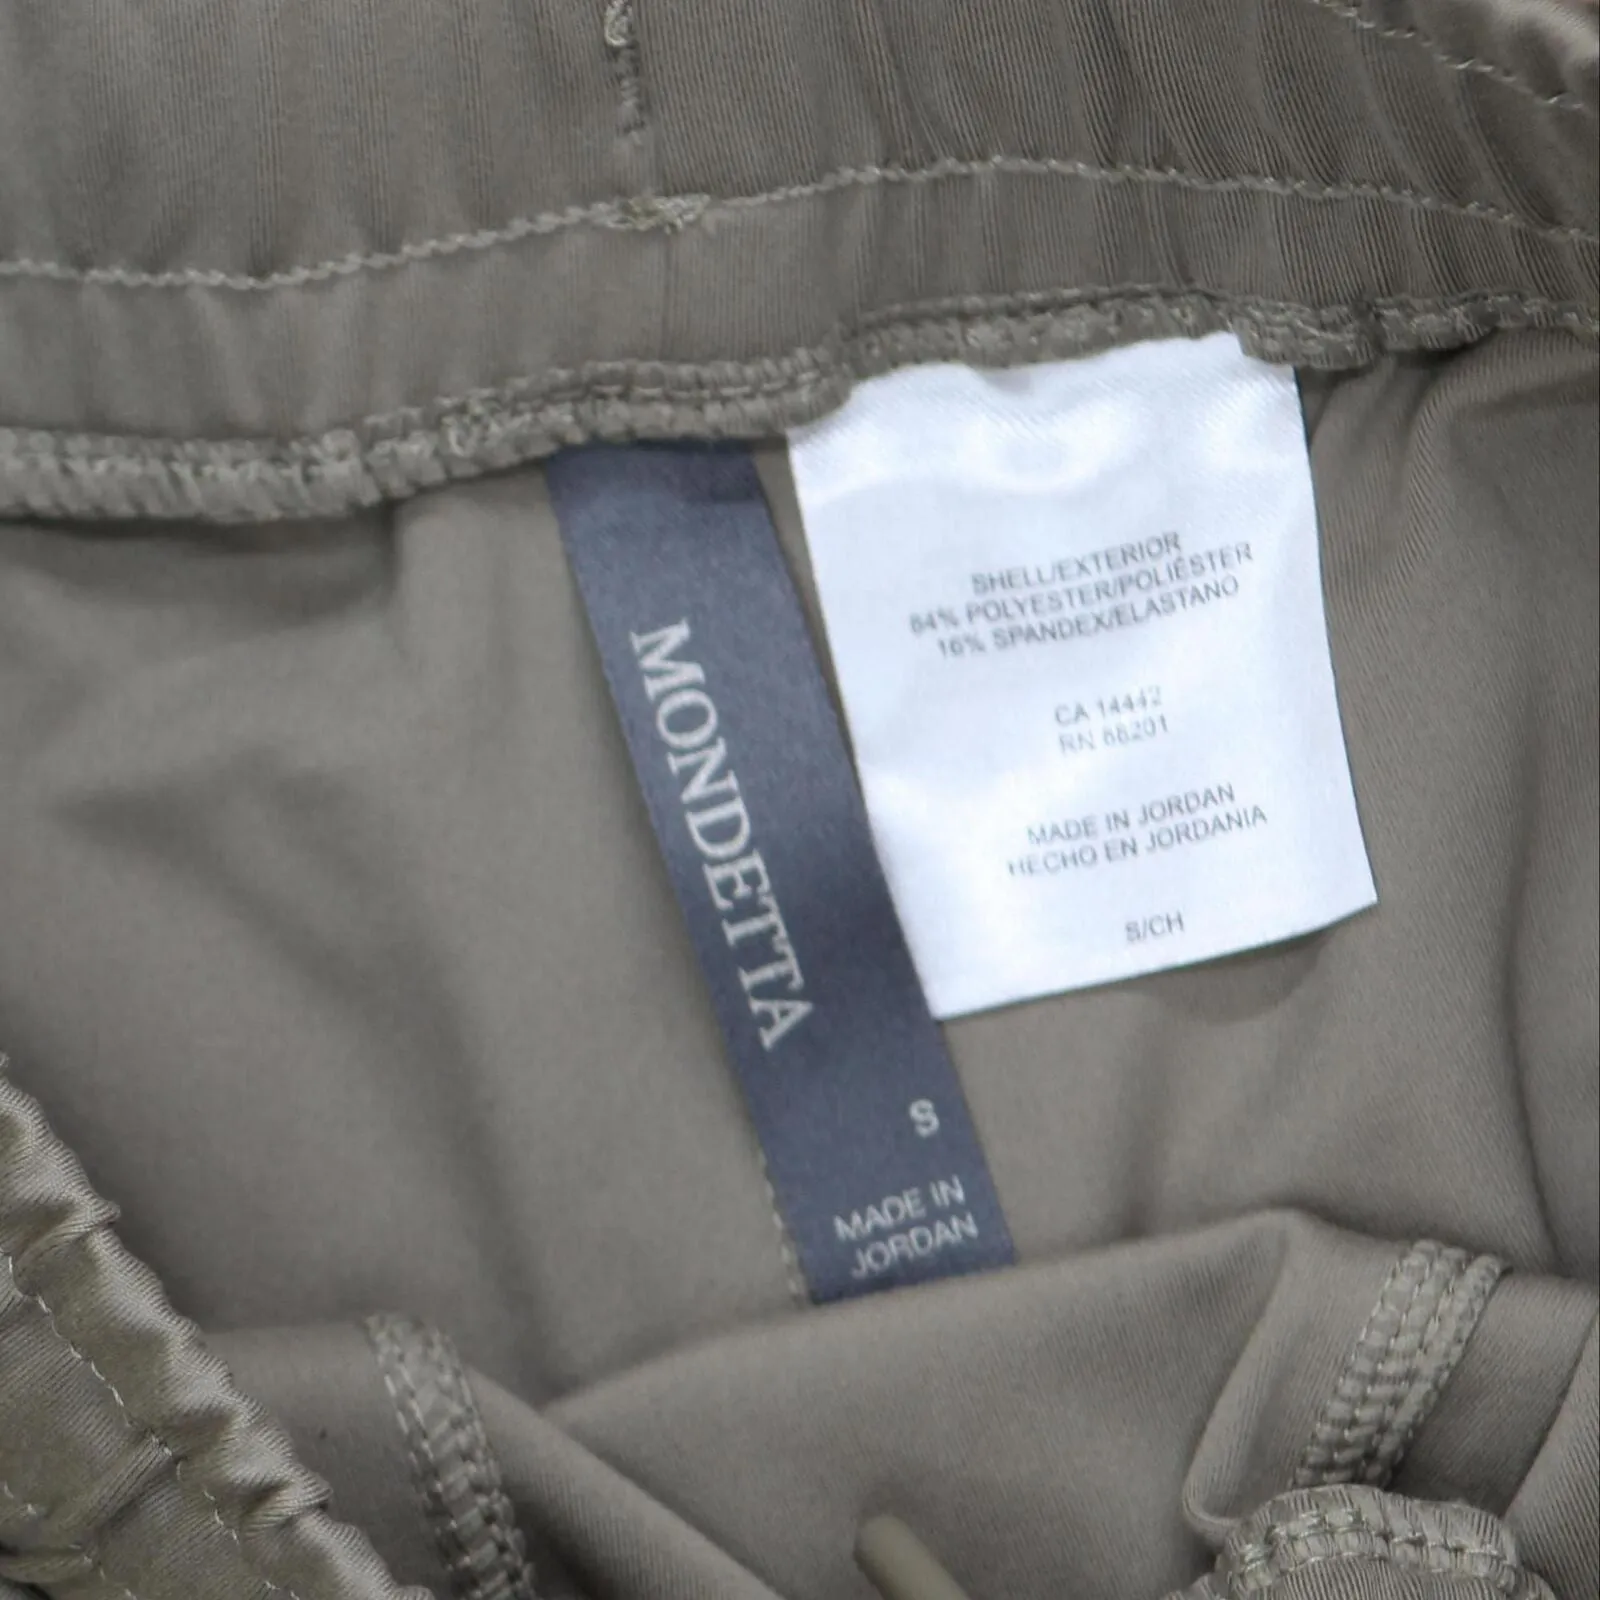 MONDETTA
S
MADE IN
JORDAN
SHELL/EXTERIOR
84% POLYESTER/POLIÉSTER
16% SPANDEX/ELASTANO
CA 14442
RN
MADE IN JORDAN
HECHO EN JORDANIA
S/CH